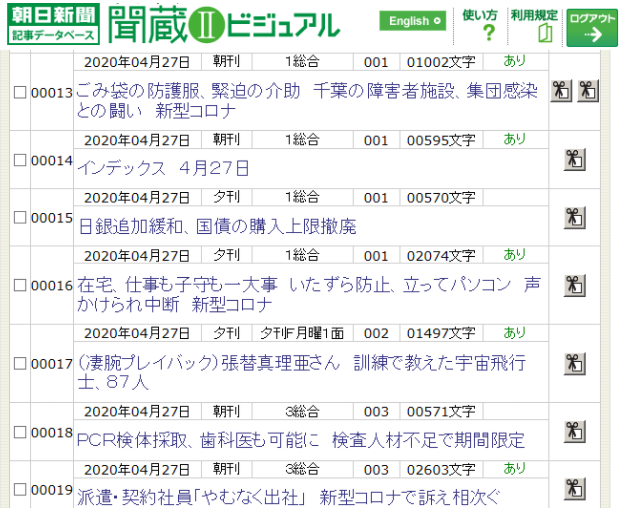 朝日新聞
記事データベース
聞蔵Ⅱビジュアル
English
使い方
?
利用規定
ログアウト
2020年04月27日 朝刊 1総合 001 01002文字 あり
00013 ごみ袋の防護服、緊迫の介助 千葉の障害者施設、集団感染
との闘い 新型コロナ
2020年04月27日 朝刊 1総合 001 00595文字 あり
00014 インデックス 4月27日
2020年04月27日 夕刊 1総合 001 00570文字
00015 日銀追加緩和、国債の購入上限撤廃
2020年04月27日 夕刊 1総合 001 02074文字 あり
00016 在宅、仕事も子守も一大事 いたずら防止、立ってパソコン 声
かけられ中断 新型コロナ
2020年04月27日 夕刊 夕刊F月曜1面 002 01497文字 あり
00017 (凄腕プレイバック)張替真理亜さん 訓練で教えた宇宙飛行
士、87人
2020年04月27日 朝刊 3総合 003 00571文字
00018 PCR検体採取、歯科医も可能に 検査人材不足で期間限定
2020年04月27日 朝刊 3総合 003 02603文字 あり
00019 派遣・契約社員「やむなく出社」 新型コロナで訴え相次ぐ